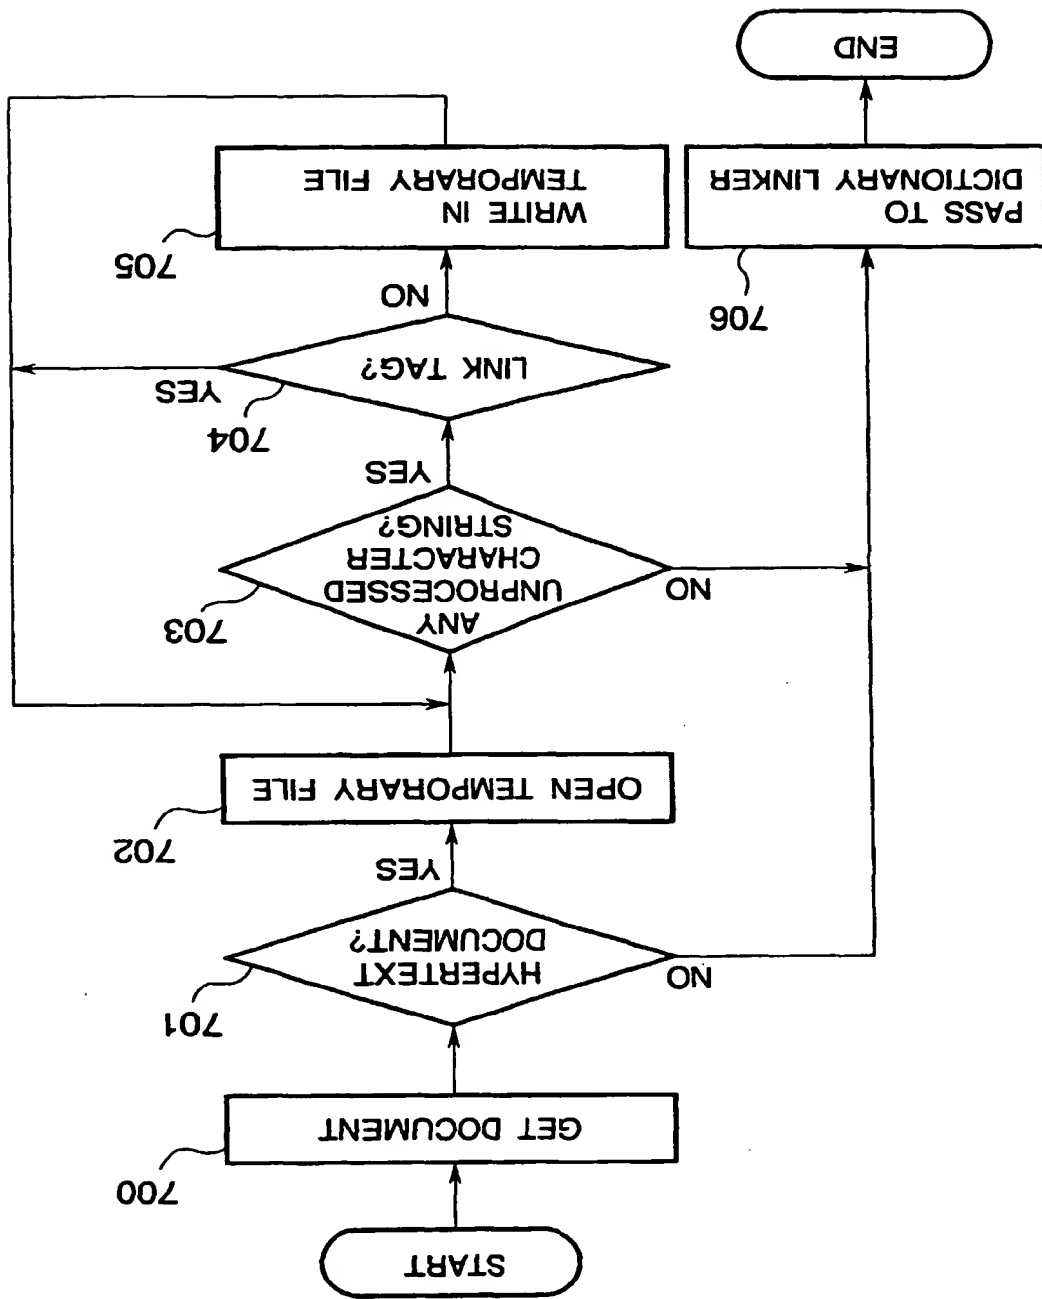 START
GET DOCUMENT
700
HYPERTEXT
DOCUMENT?
701
NO
YES
OPEN TEMPORARY FILE
702
ANY
UNPROCESSED
CHARACTER
STRING?
703
NO
YES
LINK TAG?
704
YES
NO
WRITE IN
TEMPORARY FILE
705
PASS TO
DICTIONARY LINKER
706
END